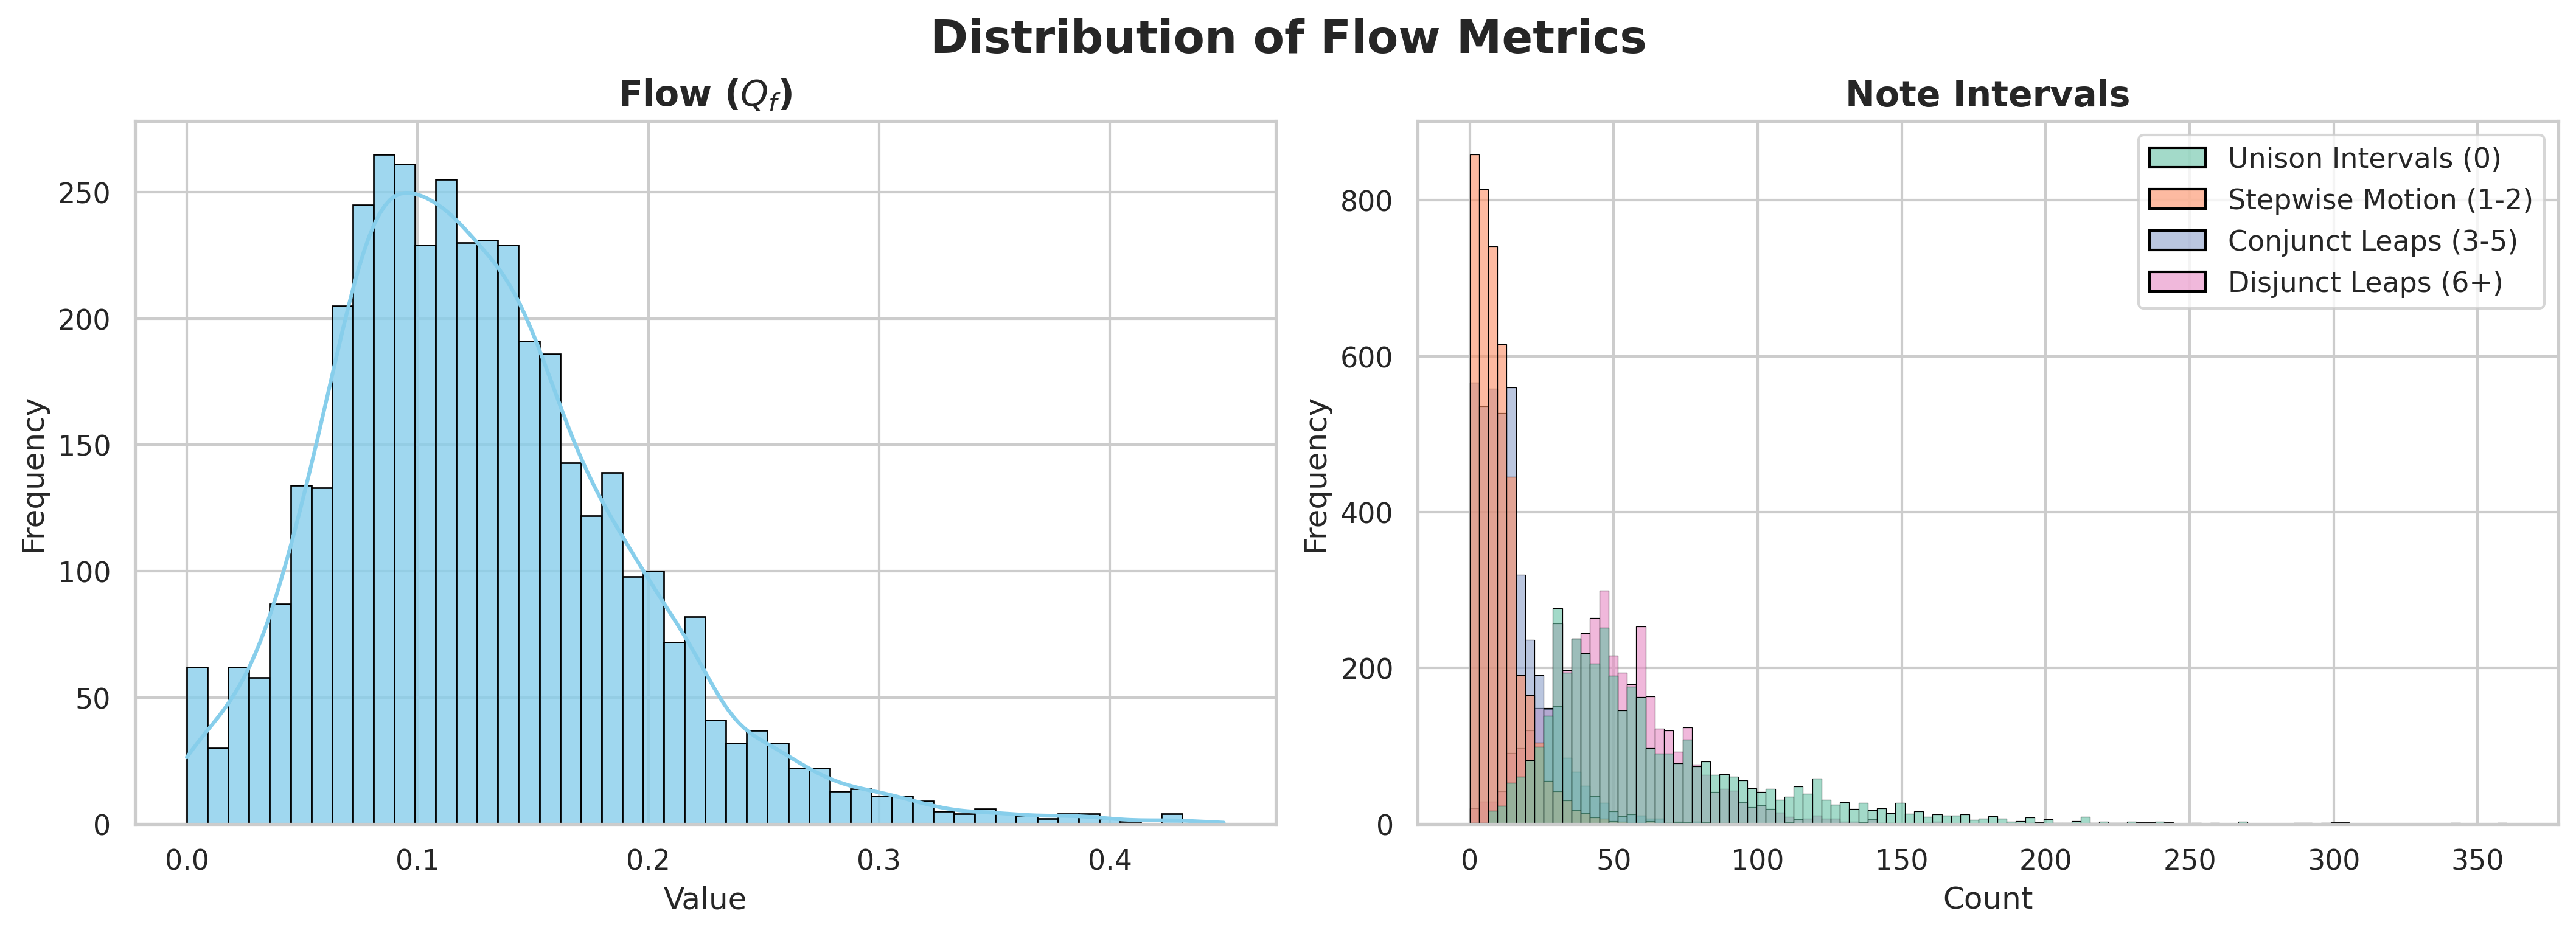 Distribution of Flow Metrics
Flow (Q_f)
Frequency
250
200
150
100
50
0
0.0 0.1 0.2 0.3 0.4
Value
Note Intervals
Unison Intervals (0)
Stepwise Motion (1-2)
Conjunct Leaps (3-5)
Disjunct Leaps (6+)
Frequency
800
600
400
200
0
0 50 100 150 200 250 300 350
Count